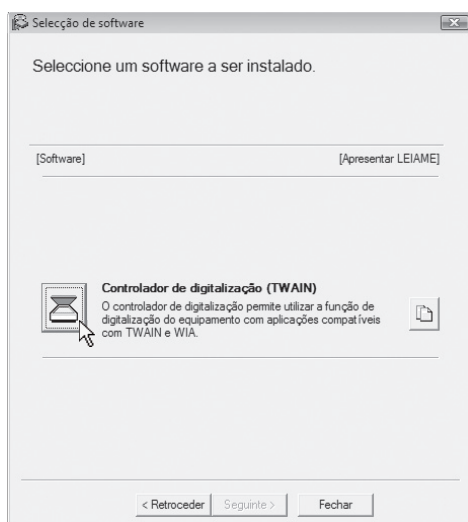 Selecção de software
Seleccione um software a ser instalado.
[Software] [Apresentar LEIAME]
Controlador de digitalização (TWAIN)
O controlador de digitalização permite utilizar a função de
digitalização do equipamento com aplicações compatíveis
com TWAIN e WIA.
< Retroceder Seguinte > Fechar